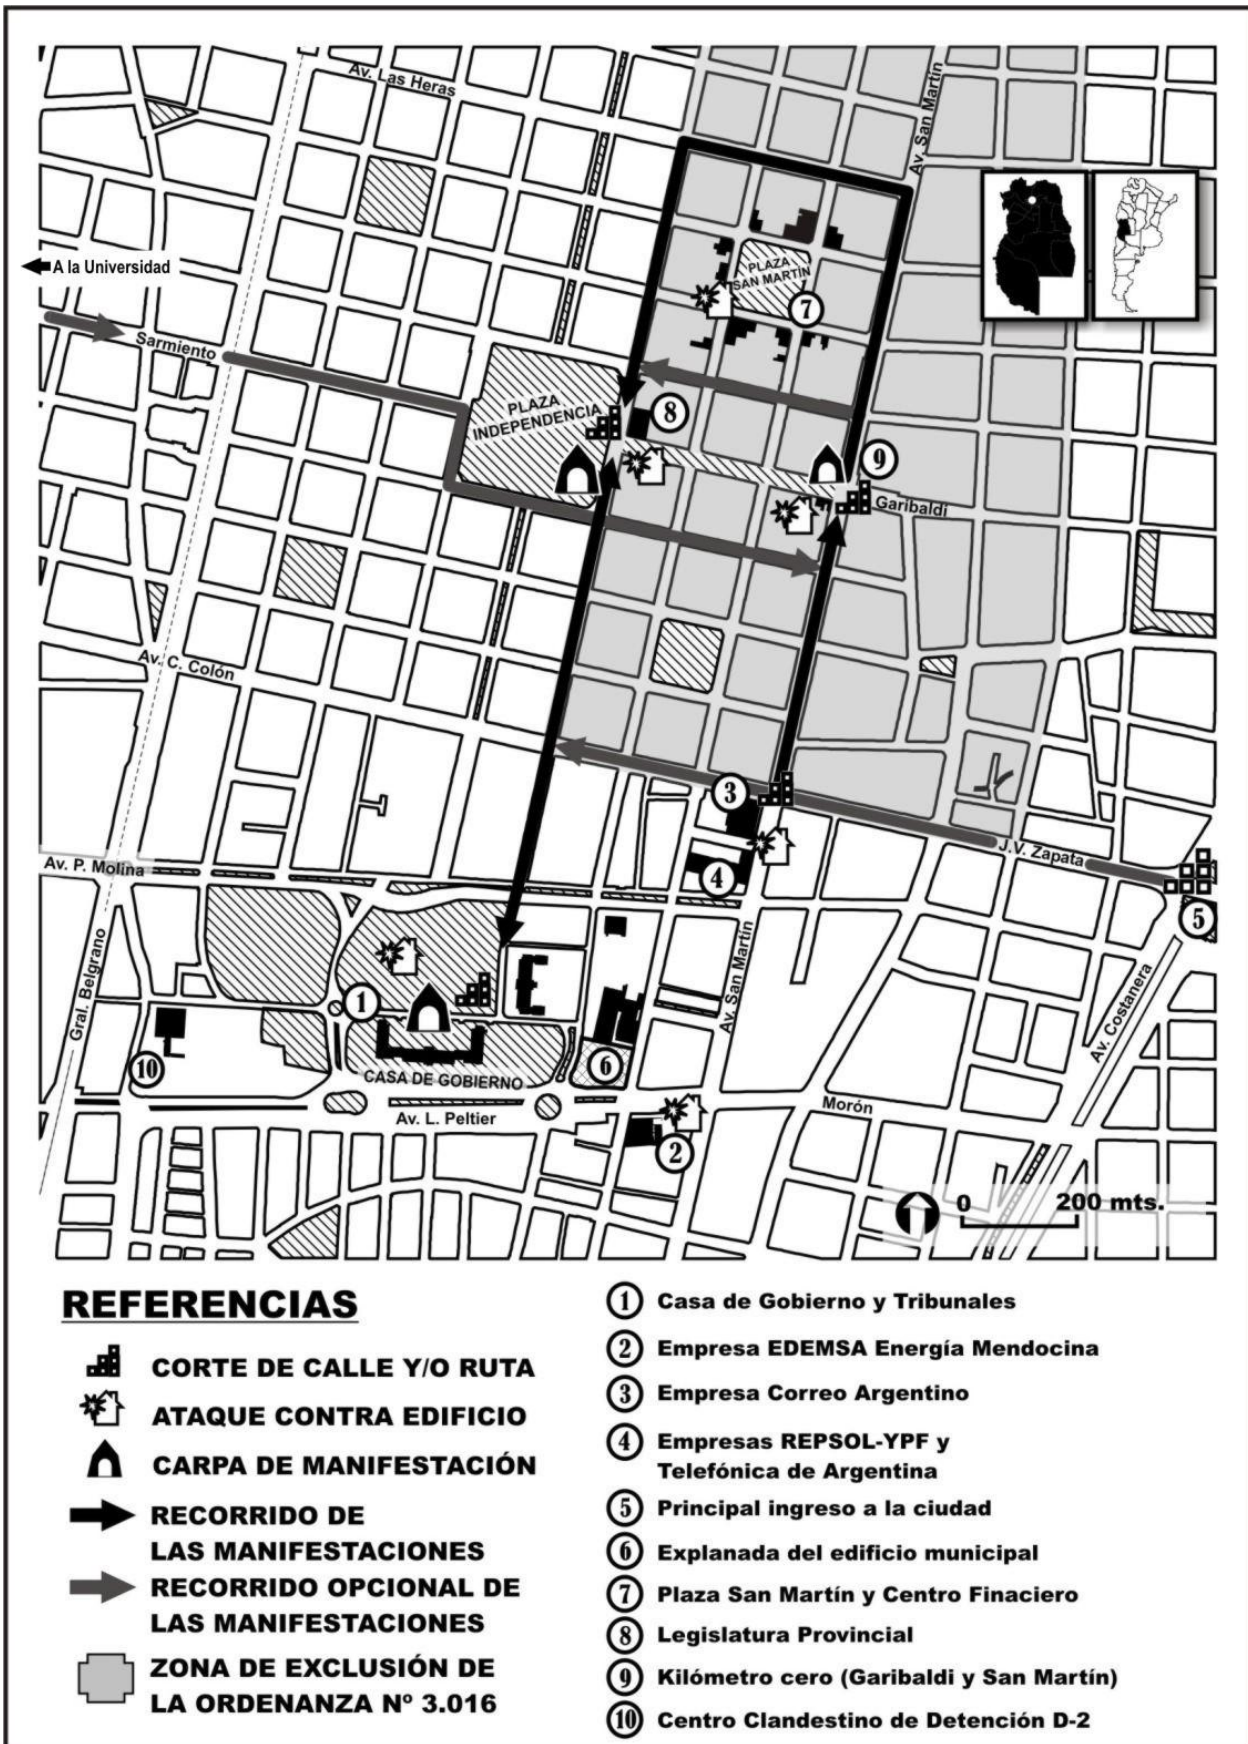 Av. Las Heras
Av. San Martín
A la Universidad
PLAZA
SAN MARTÍN
7
Sarmiento
PLAZA
INDEPENDENCIA
8
9
Garibaldi
Av. C. Colón
3
J.V. Zapata
Av. P. Molina
4
5
Gral. Belgrano
Av. San Martín
Av. Costanera
1
10
6
CASA DE GOBIERNO
Av. L. Peltier
Morón
2
0 200 mts.
REFERENCIAS
CORTE DE CALLE Y/O RUTA
ATAQUE CONTRA EDIFICIO
CARPA DE MANIFESTACIÓN
RECORRIDO DE
LAS MANIFESTACIONES
RECORRIDO OPCIONAL DE
LAS MANIFESTACIONES
ZONA DE EXCLUSIÓN DE
LA ORDENANZA Nº 3.016
1 Casa de Gobierno y Tribunales
2 Empresa EDEMSA Energía Mendocina
3 Empresa Correo Argentino
4 Empresas REPSOL-YPF y
Telefónica de Argentina
5 Principal ingreso a la ciudad
6 Explanada del edificio municipal
7 Plaza San Martín y Centro Finaciero
8 Legislatura Provincial
9 Kilómetro cero (Garibaldi y San Martín)
10 Centro Clandestino de Detención D-2